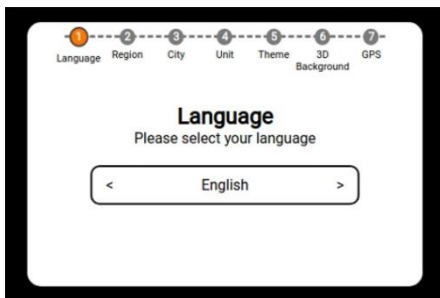 1 2 3 4 5 6 7
Language Region City Unit Theme 3D Background GPS
Language
Please select your language
< English >